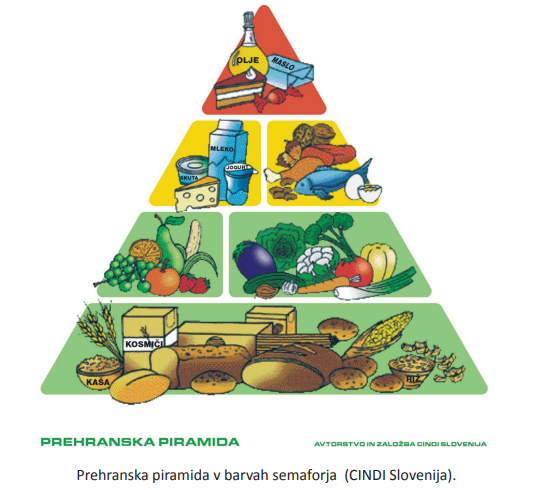 OLJE
MASLO
MLEKO
SKUTA
JOGURT
KOSMIČI
KAŠA
RIŽ
PREHRANSKA PIRAMIDA
AVTORSTVO IN ZALOŽBA CINDI SLOVENIJA
Prehranska piramida v barvah semaforja (CINDI Slovenija).